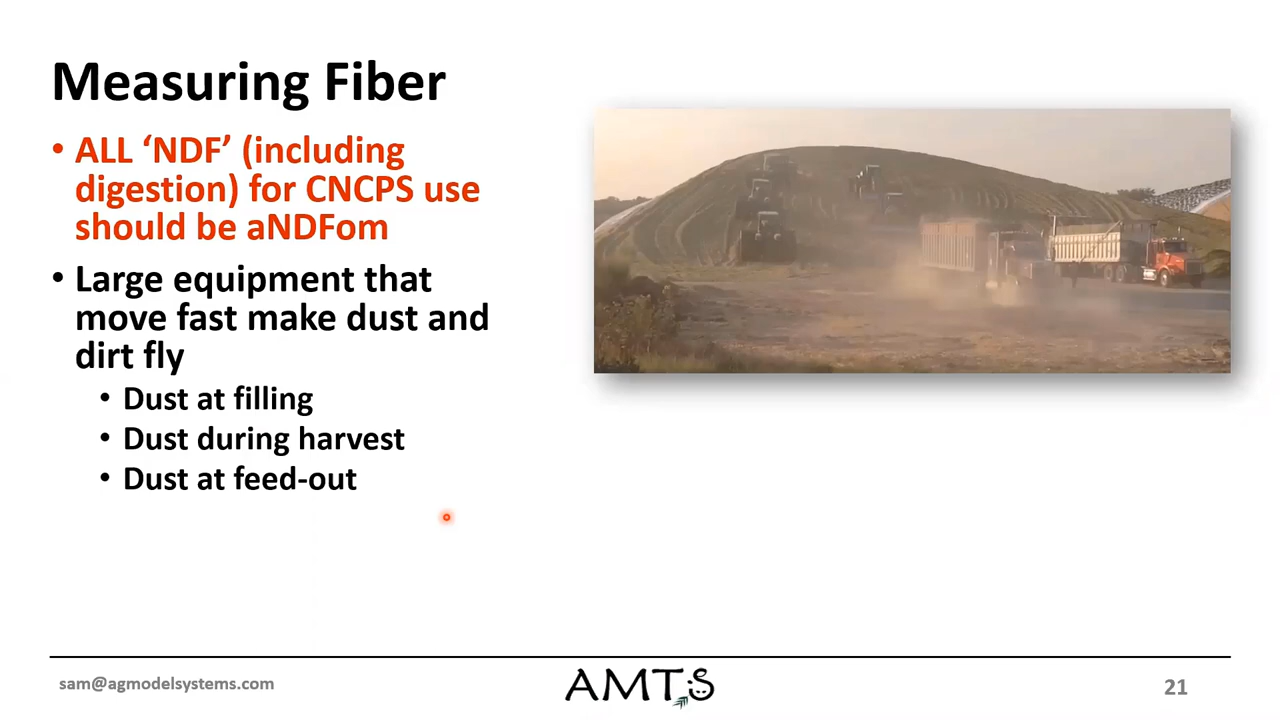 Measuring Fiber
• ALL ‘NDF’ (including
digestion) for CNCPS use
should be aNDFom
• Large equipment that
move fast make dust and
dirt fly
• Dust at filling
• Dust during harvest
• Dust at feed-out
sam@agmodelsystems.com
AMTS
21